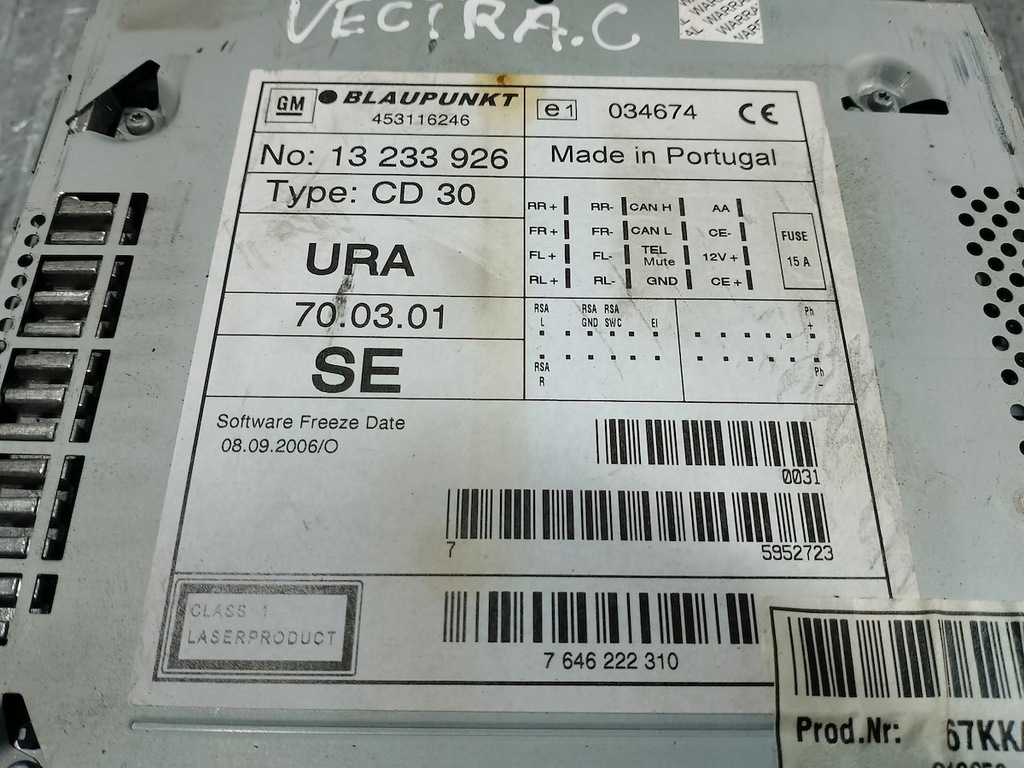 VECTRA.C
GM BLAUPUNKT
453116246
e1 034674 CE
No: 13 233 926
Made in Portugal
Type: CD 30
URA
70.03.01
SE
RR+ RR- CAN H AA
FR+ FR- CAN L CE-
FL+ FL- TEL Mute 12V+
RL+ RL- GND CE+
FUSE
15 A
RSA L RSA GND RSA SWC EI Ph +
RSA R Ph -
Software Freeze Date
08.09.2006/O
0031
7 5952723
CLASS 1
LASERPRODUCT
7 646 222 310
Prod.Nr: 67KK